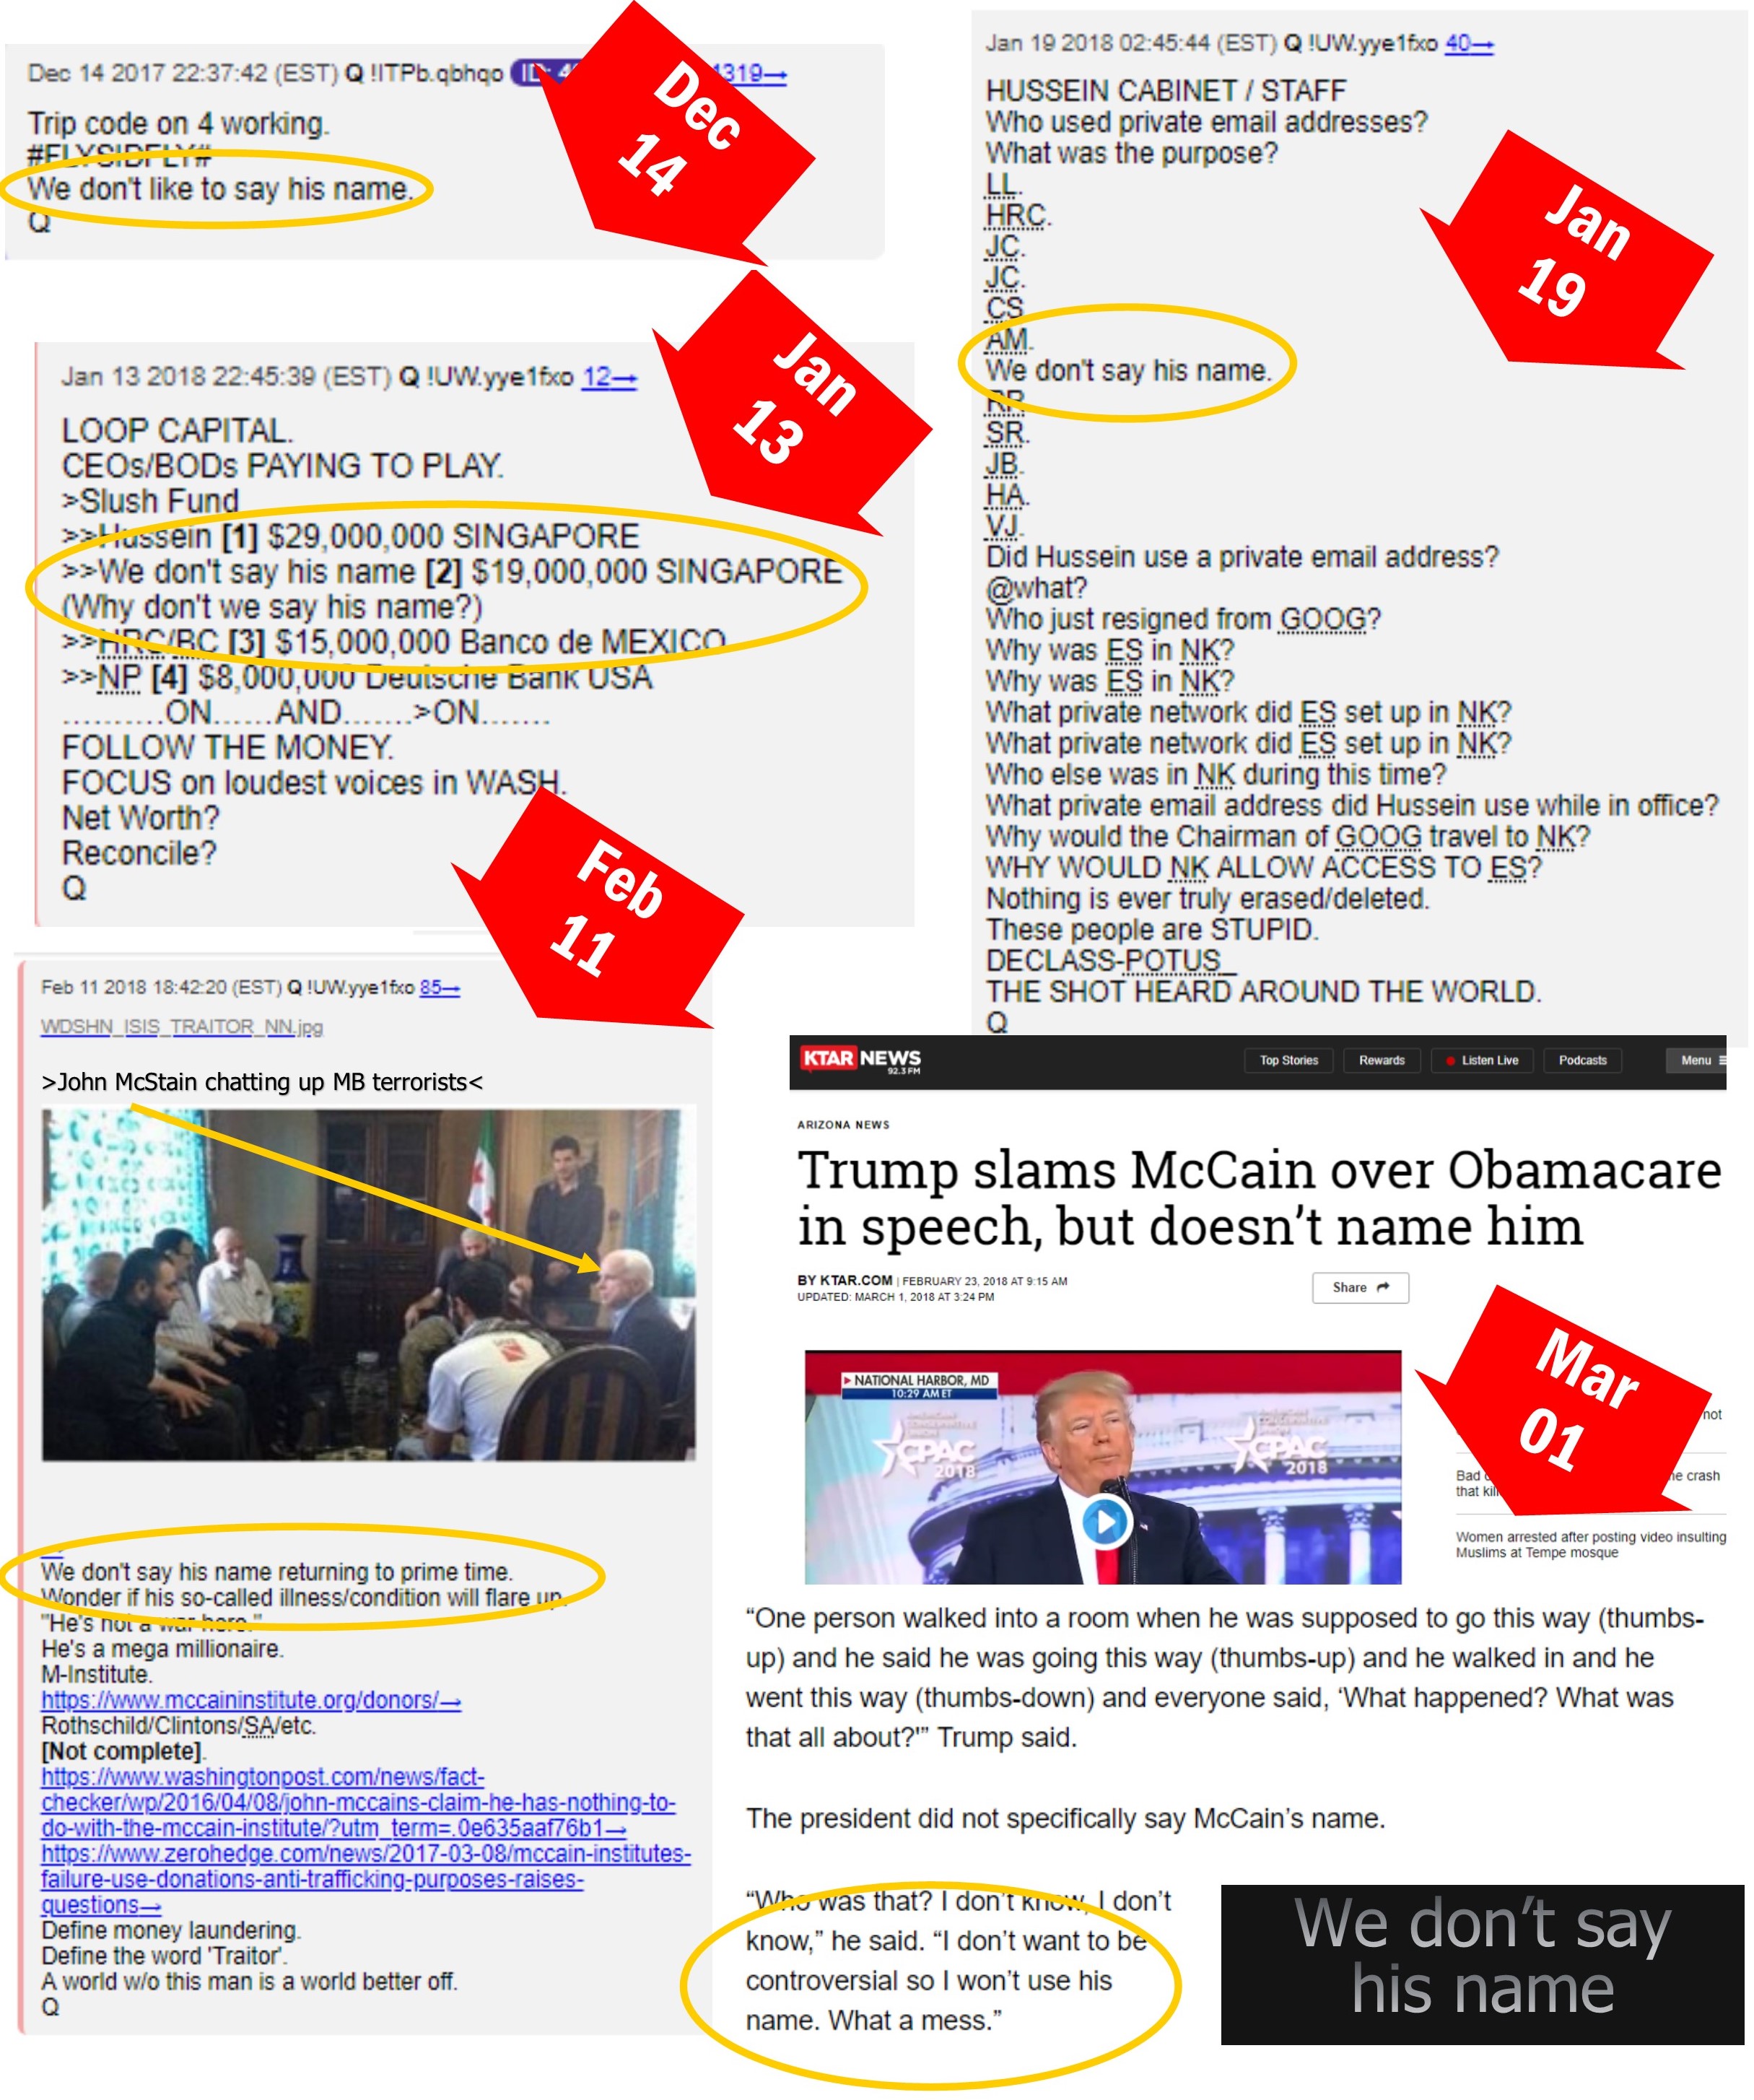 Dec 14 2017 22:37:42 (EST) Q !ITPb.qbhqo ID: 4 4319→
Trip code on 4 working.
#FLYSIDFLY#
We don't like to say his name.
Q
Dec
14
Jan 13 2018 22:45:39 (EST) Q !UW.yye1fxo 12→
LOOP CAPITAL.
CEOs/BODs PAYING TO PLAY.
>Slush Fund
>>Hussein [1] $29,000,000 SINGAPORE
>>We don't say his name [2] $19,000,000 SINGAPORE
(Why don't we say his name?)
>>HRC/BC [3] $15,000,000 Banco de MEXICO
>>NP [4] $8,000,000 Deutsche Bank USA
..........ON......AND.......>ON.......
FOLLOW THE MONEY.
FOCUS on loudest voices in WASH.
Net Worth?
Reconcile?
Q
Jan
13
Jan 19 2018 02:45:44 (EST) Q !UW.yye1fxo 40→
HUSSEIN CABINET / STAFF
Who used private email addresses?
What was the purpose?
LL.
HRC.
JC.
JC.
CS.
AM.
We don't say his name.
RR
SR.
JB.
HA.
VJ.
Did Hussein use a private email address?
@what?
Who just resigned from GOOG?
Why was ES in NK?
Why was ES in NK?
What private network did ES set up in NK?
What private network did ES set up in NK?
Who else was in NK during this time?
What private email address did Hussein use while in office?
Why would the Chairman of GOOG travel to NK?
WHY WOULD NK ALLOW ACCESS TO ES?
Nothing is ever truly erased/deleted.
These people are STUPID.
DECLASS-POTUS_
THE SHOT HEARD AROUND THE WORLD.
Q
Jan
19
Feb
11
Feb 11 2018 18:42:20 (EST) Q !UW.yye1fxo 85→
WDSHN_ISIS_TRAITOR_NN.jpg
>John McStain chatting up MB terrorists<
We don't say his name returning to prime time.
Wonder if his so-called illness/condition will flare up.
"He's not a war hero."
He's a mega millionaire.
M-Institute.
https://www.mccaininstitute.org/donors/→
Rothschild/Clintons/SA/etc.
[Not complete].
https://www.washingtonpost.com/news/fact-
checker/wp/2016/04/08/john-mccains-claim-he-has-nothing-to-
do-with-the-mccain-institute/?utm_term=.0e635aaf76b1→
https://www.zerohedge.com/news/2017-03-08/mccain-institutes-
failure-use-donations-anti-trafficking-purposes-raises-
questions→
Define money laundering.
Define the word 'Traitor'.
A world w/o this man is a world better off.
Q
KTAR NEWS
92.3 FM
Top Stories Rewards Listen Live Podcasts Menu
ARIZONA NEWS
Trump slams McCain over Obamacare
in speech, but doesn't name him
BY KTAR.COM | FEBRUARY 23, 2018 AT 9:15 AM
UPDATED: MARCH 1, 2018 AT 3:24 PM
Share
NATIONAL HARBOR, MD
10:29 AM ET
CPAC
2018
CPAC
2018
Mar
01
not
Bad crash
that
Women arrested after posting video insulting
Muslims at Tempe mosque
“One person walked into a room when he was supposed to go this way (thumbs-
up) and he said he was going this way (thumbs-up) and he walked in and he
went this way (thumbs-down) and everyone said, ‘What happened? What was
that all about?'” Trump said.
The president did not specifically say McCain’s name.
“Who was that? I don’t know, I don’t
know,” he said. “I don’t want to be
controversial so I won’t use his
name. What a mess.”
We don’t say
his name